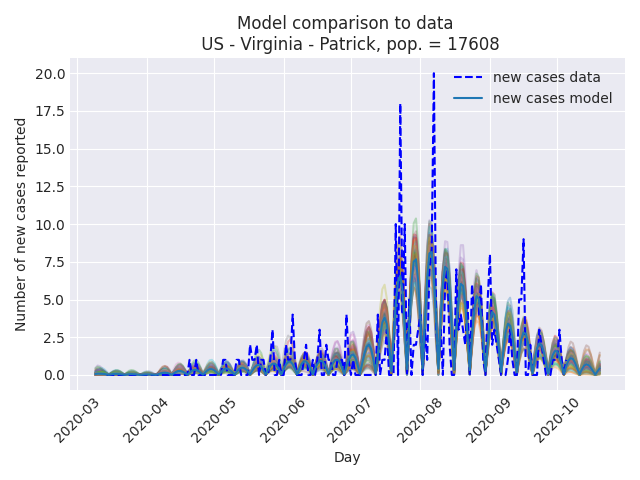 Model comparison to data
US - Virginia - Patrick, pop. = 17608
new cases data
new cases model
Number of new cases reported
20.0
17.5
15.0
12.5
10.0
7.5
5.0
2.5
0.0
2020-03
2020-04
2020-05
2020-06
2020-07
2020-08
2020-09
2020-10
Day